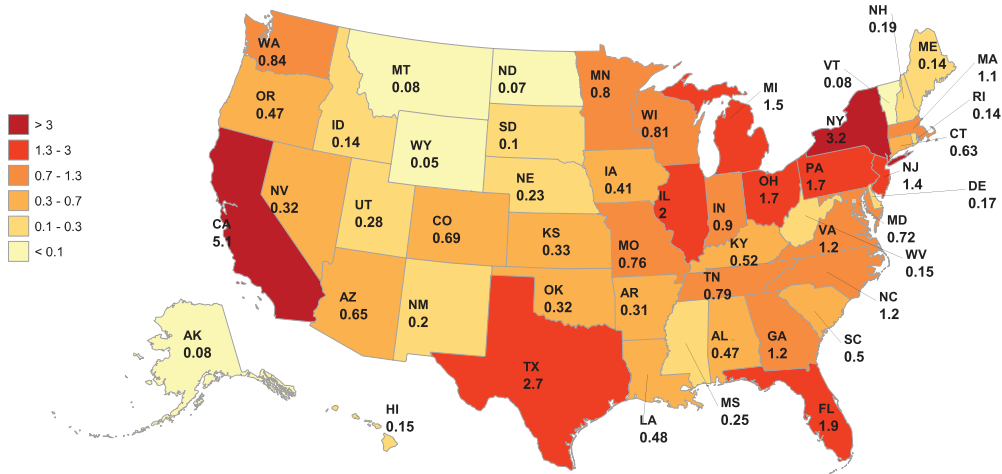 NH
0.19
ME
0.14
MA
1.1
VT
0.08
RI
0.14
WA
0.84
MT
0.08
ND
0.07
MN
0.8
MI
1.5
OR
0.47
ID
0.14
SD
0.1
WI
0.81
NY
3.2
CT
0.63
> 3
1.3 - 3
0.7 - 1.3
0.3 - 0.7
0.1 - 0.3
< 0.1
WY
0.05
NE
0.23
IA
0.41
PA
1.7
NJ
1.4
NV
0.32
UT
0.28
CO
0.69
KS
0.33
MO
0.76
IL
2
IN
0.9
OH
1.7
DE
0.17
MD
0.72
CA
5.1
KY
0.52
VA
1.2
WV
0.15
AZ
0.65
NM
0.2
OK
0.32
AR
0.31
TN
0.79
NC
1.2
SC
0.5
AK
0.08
TX
2.7
AL
0.47
GA
1.2
HI
0.15
LA
0.48
MS
0.25
FL
1.9